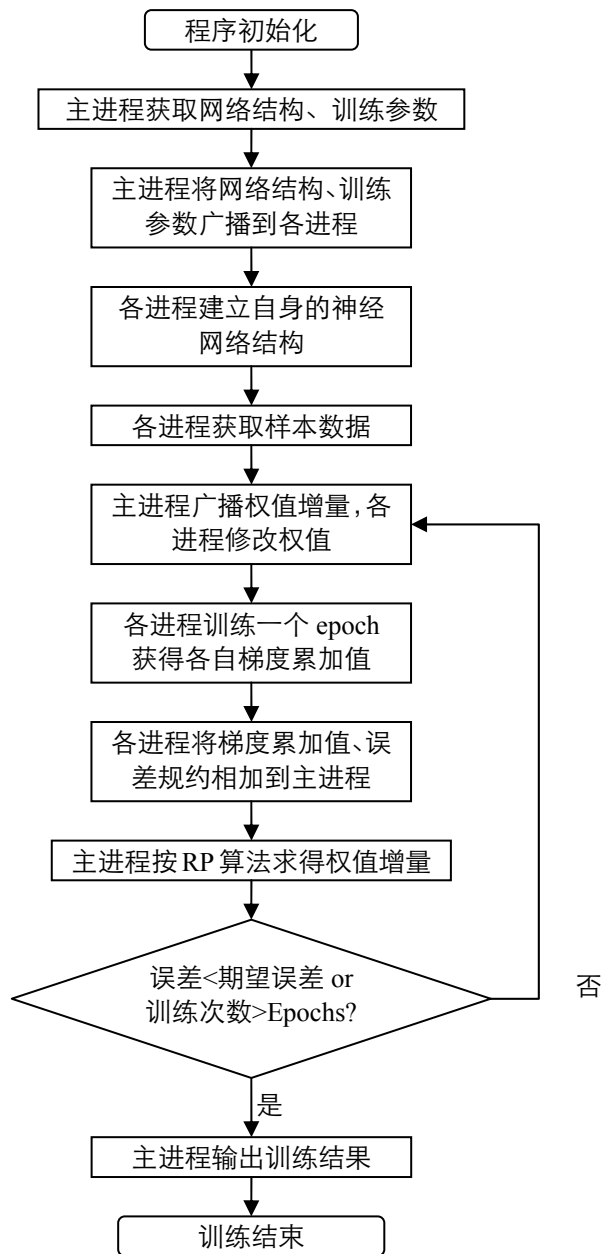 程序初始化
主进程获取网络结构、训练参数
主进程将网络结构、训练
参数广播到各进程
各进程建立自身的神经
网络结构
各进程获取样本数据
主进程广播权值增量,各
进程修改权值
各进程训练一个 epoch
获得各自梯度累加值
各进程将梯度累加值、误
差规约相加到主进程
主进程按 RP 算法求得权值增量
误差<期望误差 or
训练次数>Epochs?
否
是
主进程输出训练结果
训练结束